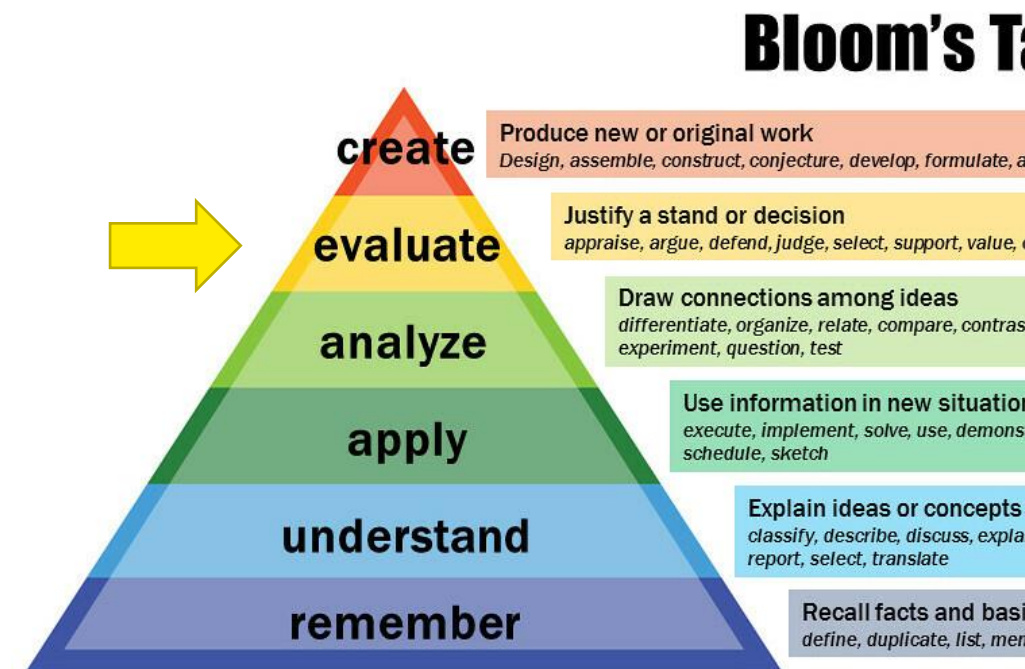 Bloom's Ta
create
Produce new or original work
Design, assemble, construct, conjecture, develop, formulate, a
evaluate
Justify a stand or decision
appraise, argue, defend, judge, select, support, value, c
analyze
Draw connections among ideas
differentiate, organize, relate, compare, contras
experiment, question, test
apply
Use information in new situation
execute, implement, solve, use, demons
schedule, sketch
understand
Explain ideas or concepts
classify, describe, discuss, expla
report, select, translate
remember
Recall facts and basi
define, duplicate, list, mem